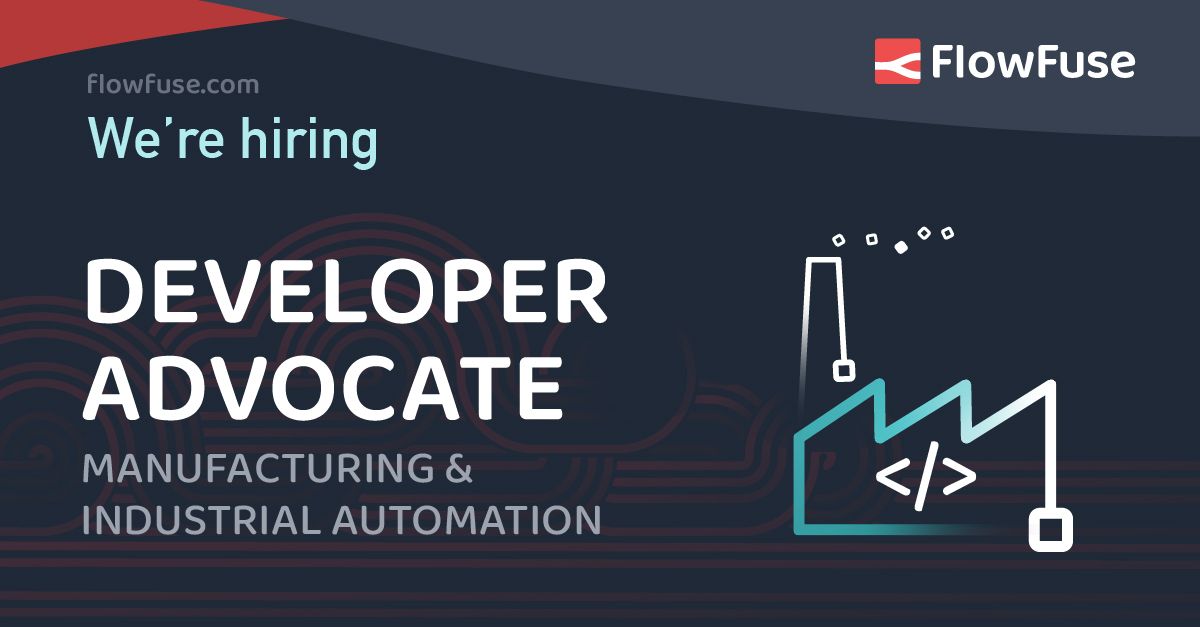 flowfuse.com
FlowFuse
We're hiring
DEVELOPER
ADVOCATE
MANUFACTURING &
INDUSTRIAL AUTOMATION
</>